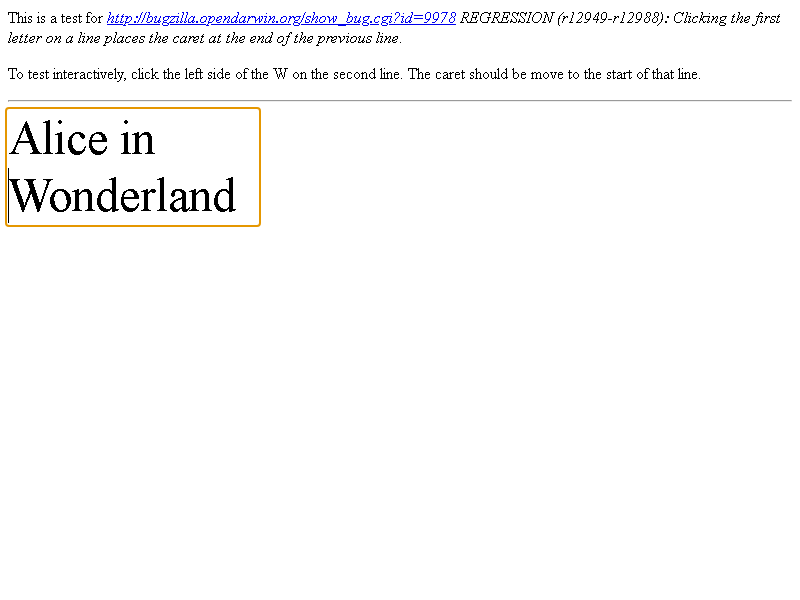 This is a test for http://bugzilla.opendarwin.org/show_bug.cgi?id=9978 REGRESSION (r12949-r12988): Clicking the first
letter on a line places the caret at the end of the previous line.
To test interactively, click the left side of the W on the second line. The caret should be move to the start of that line.
Alice in
Wonderland